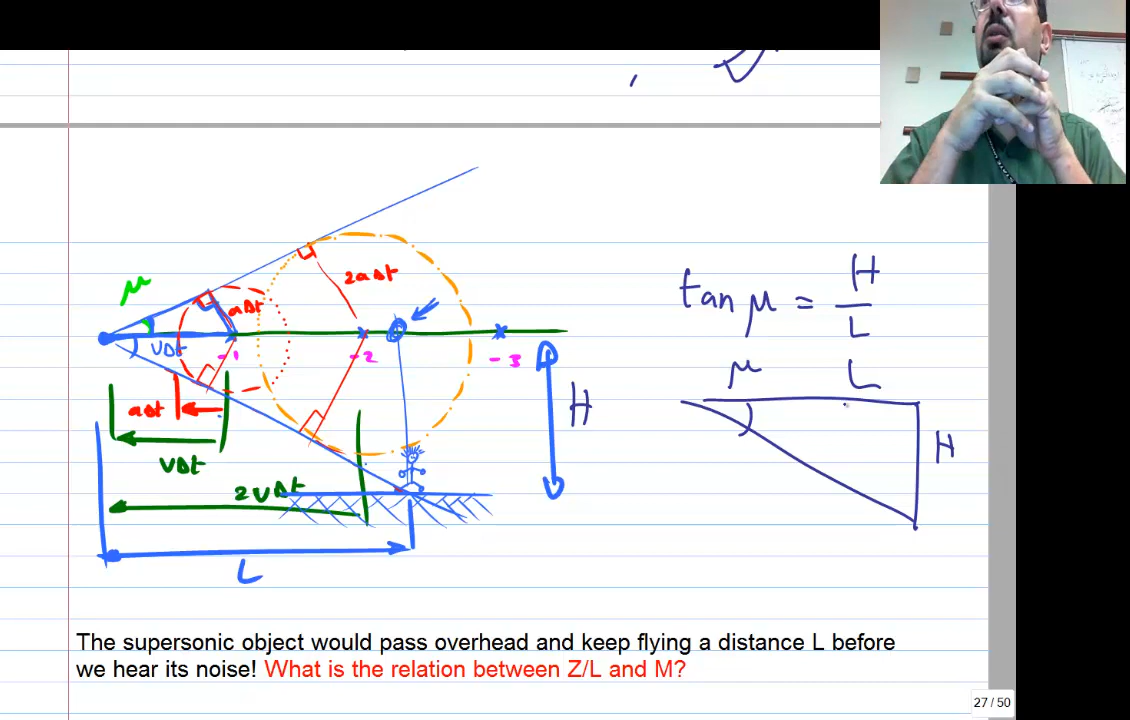 μ
aΔt
2aΔt
VΔt
-1
-2
-3
aΔt
VΔt
2VΔt
L
H
tan μ = H/L
μ
L
H
The supersonic object would pass overhead and keep flying a distance L before
we hear its noise! What is the relation between Z/L and M?
27 / 50